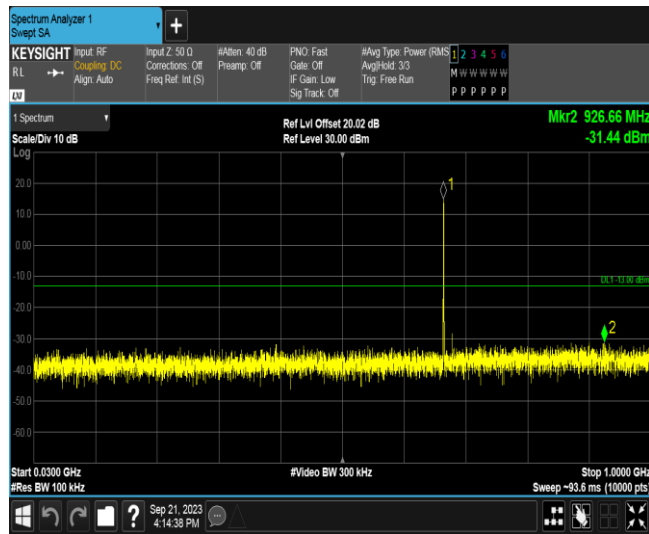 Spectrum Analyzer 1
Swept SA
+
KEYSIGHT Input: RF Input Z: 50 Ω #Atten: 40 dB PNO: Fast #Avg Type: Power (RMS 1 2 3 4 5 6
RL Coupling: DC Corrections: Off Preamp: Off Gate: Off Avg|Hold: 3/3 M W W W W W
Align: Auto Freq Ref: Int (S) IF Gain: Low Trig: Free Run
LXI Sig Track: Off P P P P P P
1 Spectrum Ref Lvl Offset 20.02 dB Mkr2 926.66 MHz
Scale/Div 10 dB Ref Level 30.00 dBm -31.44 dBm
Log
1
20.0
10.0
0.00
-10.0
DL1 -13.00 dBm
-20.0
2
-30.0
-40.0
-50.0
-60.0
Start 0.0300 GHz #Video BW 300 kHz Stop 1.0000 GHz
#Res BW 100 kHz Sweep ~93.6 ms (10000 pts
? Sep 21, 2023
4:14:38 PM